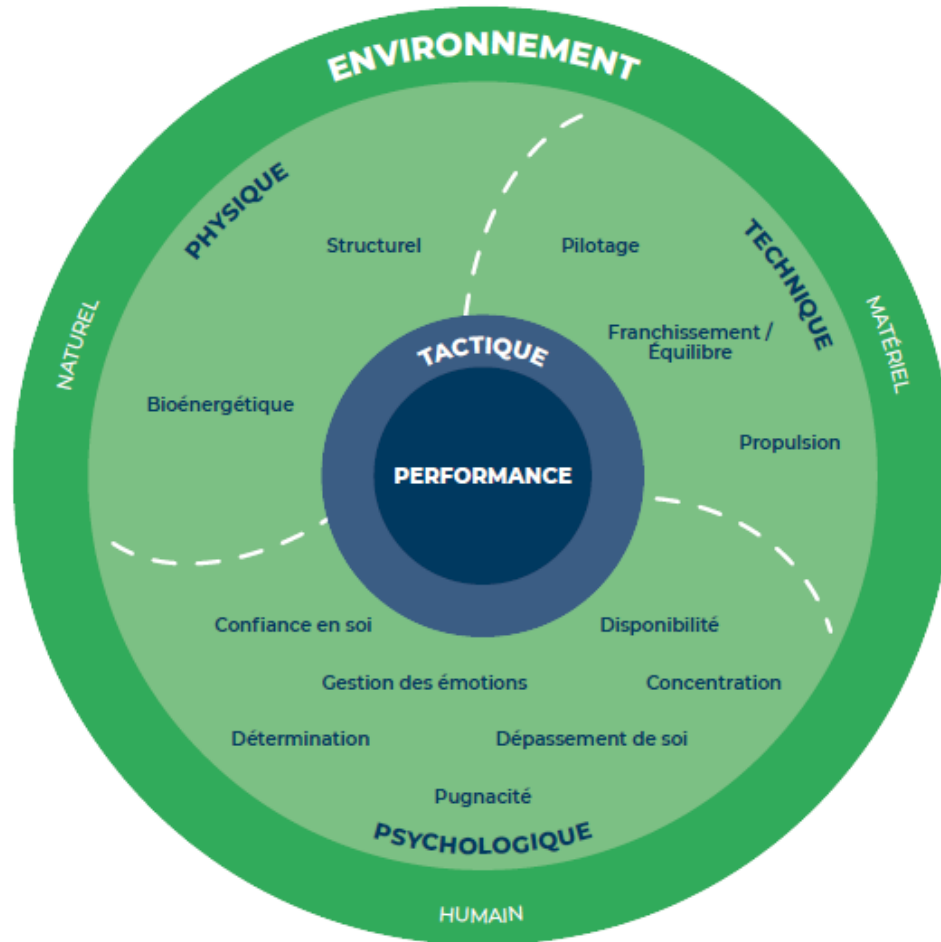 ENVIRONNEMENT
PHYSIQUE
Structurel
Pilotage
TECHNIQUE
NATUREL
MATÉRIEL
Franchissement /
Équilibre
TACTIQUE
Bioénergétique
Propulsion
PERFORMANCE
Confiance en soi
Disponibilité
Gestion des émotions
Concentration
Détermination
Dépassement de soi
Pugnacité
PSYCHOLOGIQUE
HUMAIN